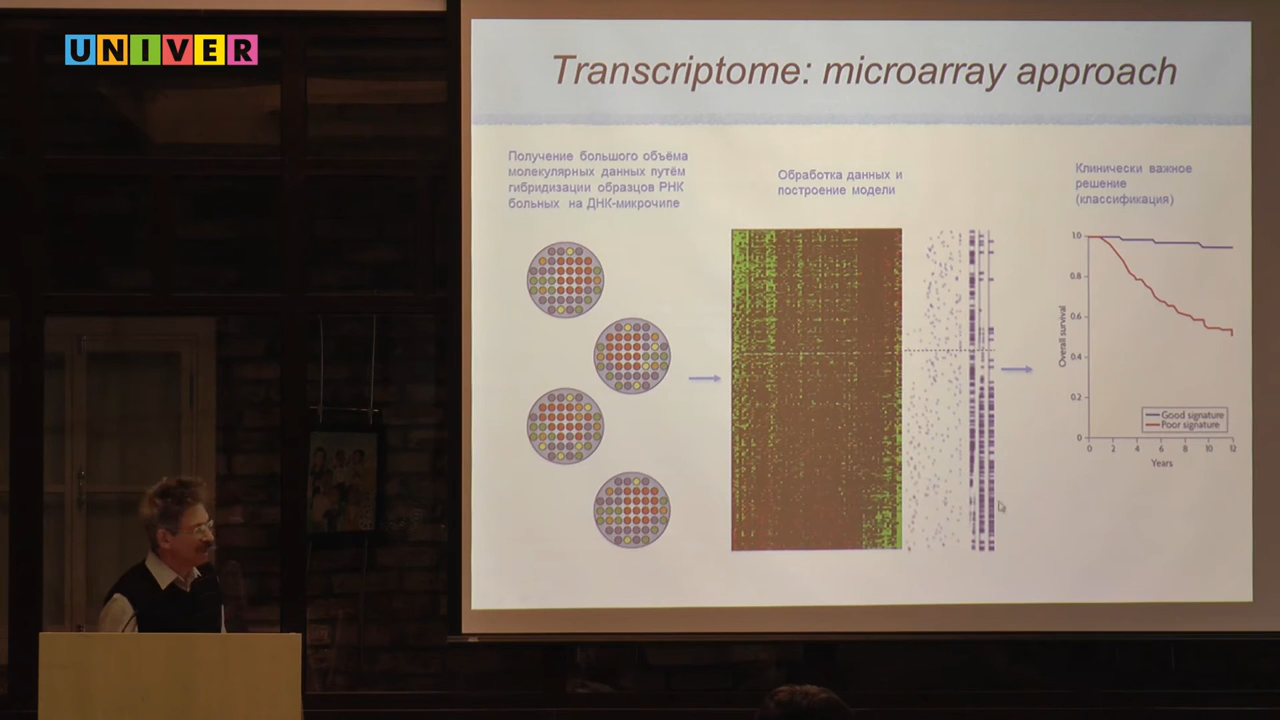 UNIVER
Transcriptome: microarray approach
Получение большого объёма
молекулярных данных путём
гибридизации образцов РНК
больных на ДНК-микрочипе
Обработка данных и
построение модели
Клинически важное
решение
(классификация)
1.0
0.8
0.6
0.4
0.2
0
Overall survival
Good signature
Poor signature
0 2 4 6 8 10 12
Years